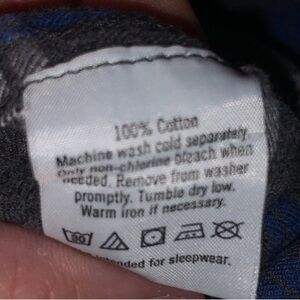 100% Cotton
Machine wash cold separately
Only non-chlorine bleach when
needed. Remove from washer
promptly. Tumble dry low.
Warm iron if necessary.
intended for sleepwear.